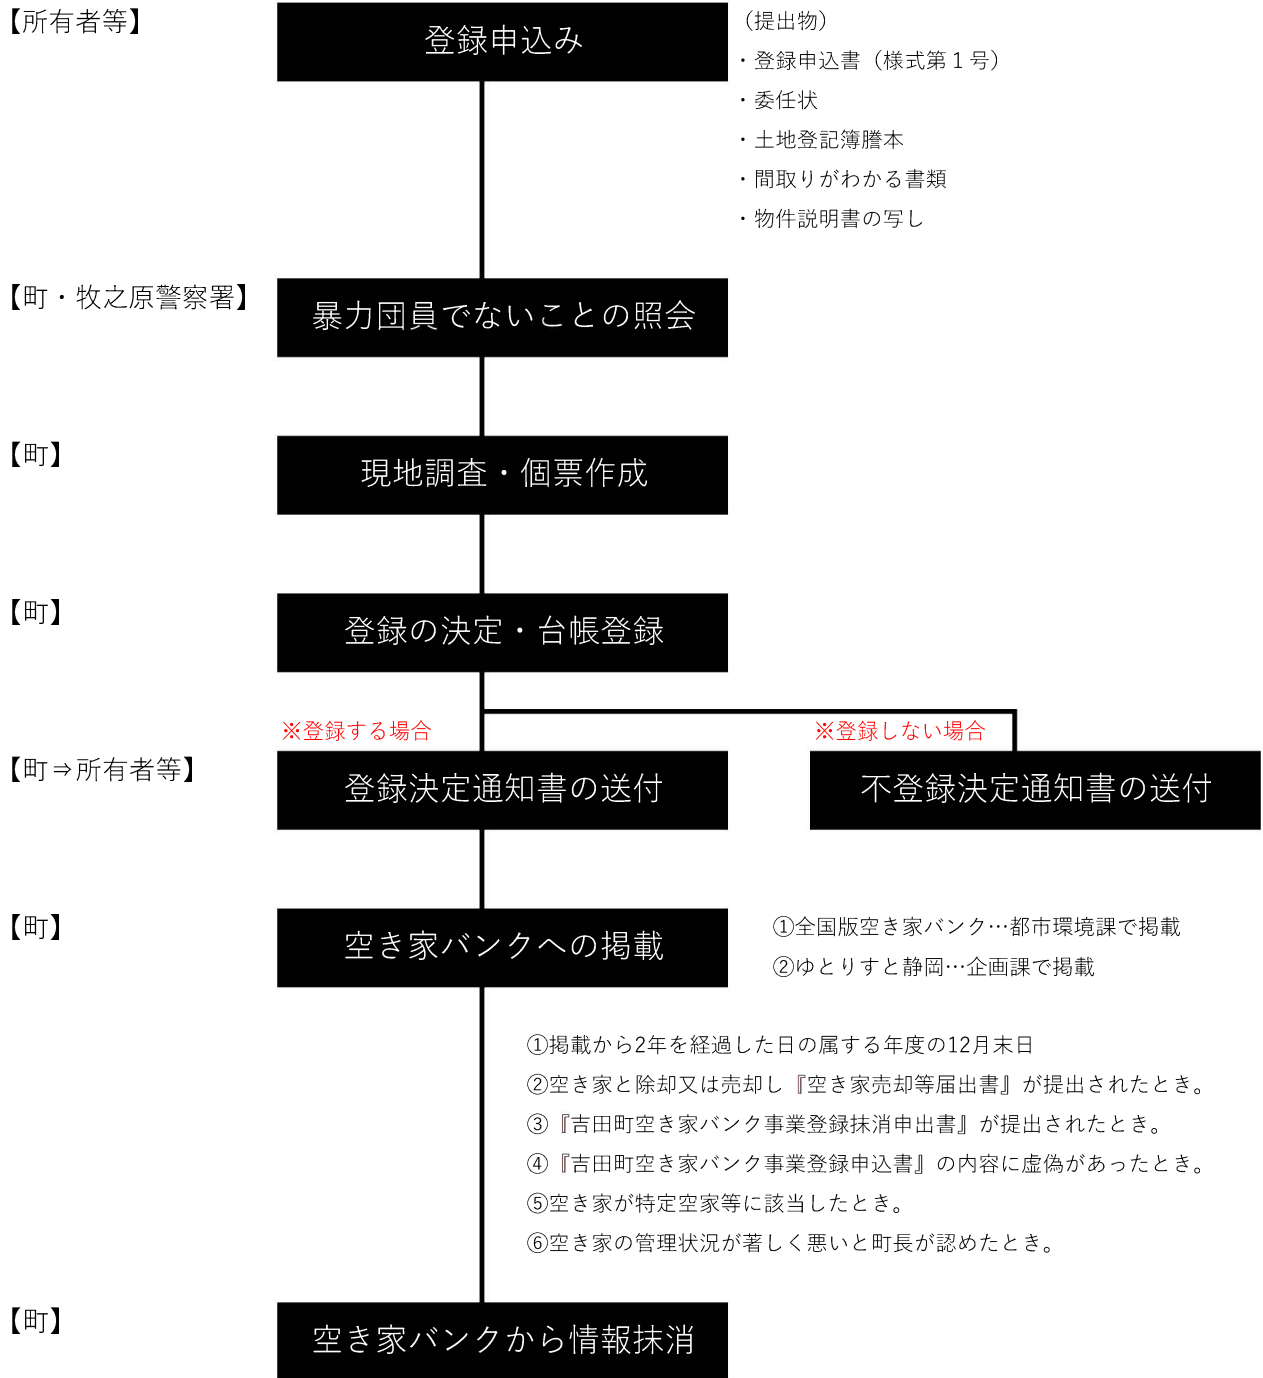 【所有者等】
登録申込み
（提出物）
・登録申込書（様式第１号）
・委任状
・土地登記簿謄本
・間取りがわかる書類
・物件説明書の写し
【町・牧之原警察署】
暴力団員でないことの照会
【町】
現地調査・個票作成
【町】
登録の決定・台帳登録
※登録する場合
※登録しない場合
【町⇒所有者等】
登録決定通知書の送付
不登録決定通知書の送付
【町】
空き家バンクへの掲載
①全国版空き家バンク…都市環境課で掲載
②ゆとりすと静岡…企画課で掲載
①掲載から2年を経過した日の属する年度の12月末日
②空き家と除却又は売却し『空き家売却等届出書』が提出されたとき。
③『吉田町空き家バンク事業登録抹消申出書』が提出されたとき。
④『吉田町空き家バンク事業登録申込書』の内容に虚偽があったとき。
⑤空き家が特定空家等に該当したとき。
⑥空き家の管理状況が著しく悪いと町長が認めたとき。
【町】
空き家バンクから情報抹消